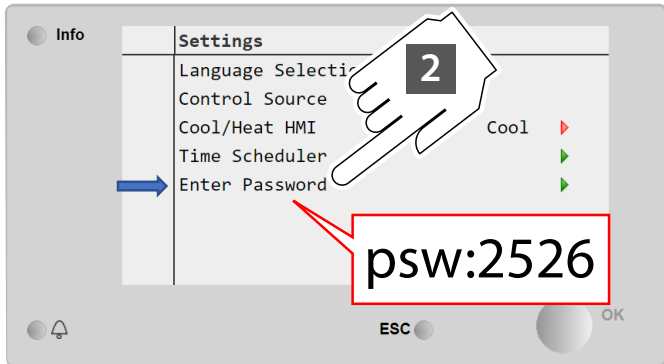 Info
Settings
Language Selectio
2
Control Source
Cool/Heat HMI Cool
Time Scheduler
Enter Password
psw:2526
ESC
OK